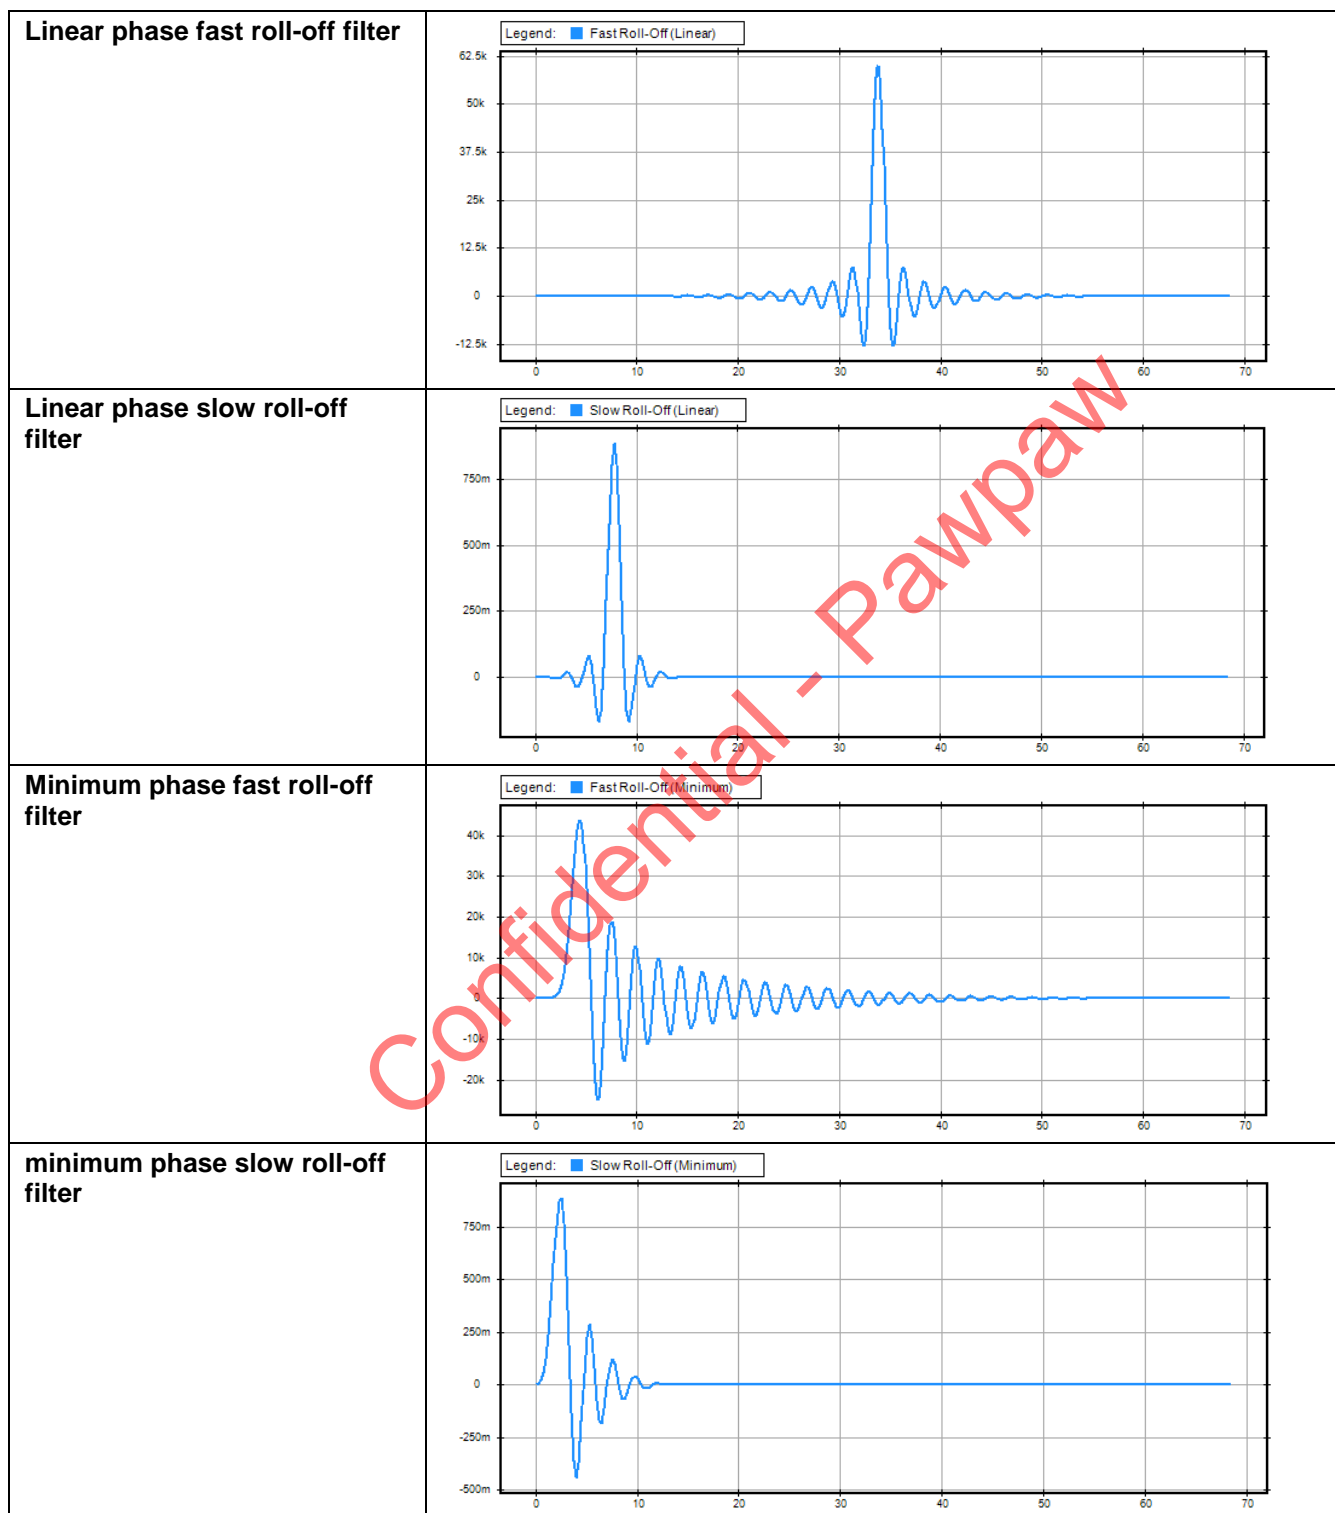 Linear phase fast roll-off filter
Legend: Fast Roll-Off (Linear)
62.5k
50k
37.5k
25k
12.5k
0
-12.5k
0 10 20 30 40 50 60 70
Linear phase slow roll-off
filter
Legend: Slow Roll-Off (Linear)
750m
500m
250m
0
0 10 20 30 40 50 60 70
Minimum phase fast roll-off
filter
Legend: Fast Roll-Off (Minimum)
40k
30k
20k
10k
0
-10k
-20k
0 10 20 30 40 50 60 70
minimum phase slow roll-off
filter
Legend: Slow Roll-Off (Minimum)
750m
500m
250m
0
-250m
-500m
0 10 20 30 40 50 60 70
Confidential - Pawpaw